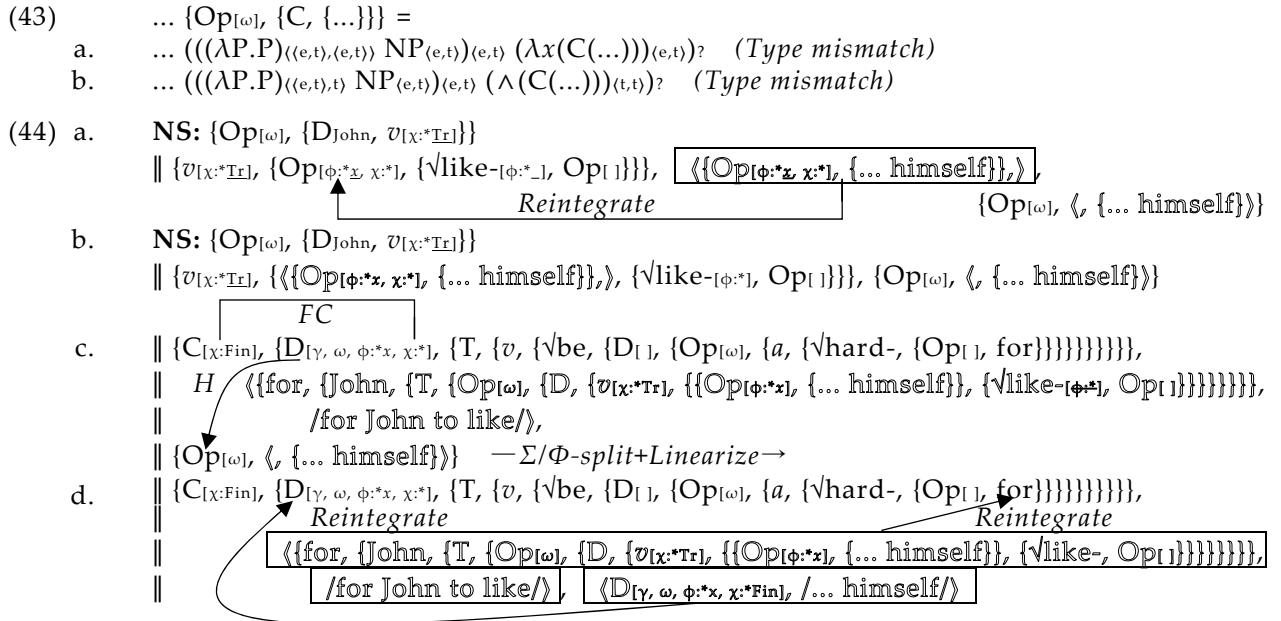 (43) ... {Op[ω], {C, {...}}} =
a. ... (((λP.P)⟨⟨e,t⟩,⟨e,t⟩⟩ NP⟨e,t⟩)⟨e,t⟩ (λx(C(...)))⟨e,t⟩)? (Type mismatch)
b. ... (((λP.P)⟨⟨e,t⟩,t⟩ NP⟨e,t⟩)⟨e,t⟩ (∧(C(...)))⟨t,t⟩)? (Type mismatch)
(44) a. NS: {Op[ω], {DJohn, v[χ:*Tr]}}
‖ {v[χ:*Tr], {Op[ϕ:*x, χ:*], {√like-[ϕ:*_], Op[ ]}}}, ⟨{Op[ϕ:*x, χ:*], {... himself}},⟩,
Reintegrate {Op[ω], ⟨, {... himself}⟩}
b. NS: {Op[ω], {DJohn, v[χ:*Tr]}}
‖ {v[χ:*Tr], {⟨{Op[ϕ:*x, χ:*], {... himself}},⟩, {√like-[ϕ:*], Op[ ]}}}, {Op[ω], ⟨, {... himself}⟩}
FC
c. ‖ {C[χ:Fin], {D[γ, ω, ϕ:*x, χ:*], {T, {v, {√be, {D[ ], {Op[ω], {a, {√hard-, {Op[ ], for}}}}}}}}}},
‖ H ⟨{for, {John, {T, {Op[ω], {D, {v[χ:*Tr], {{Op[ϕ:*x], {... himself}}, {√like-[ϕ:*], Op[ ]}}}}}}}},
‖ /for John to like/⟩,
‖ {Op[ω], ⟨, {... himself}⟩} —Σ/Φ-split+Linearize→
d. ‖ {C[χ:Fin], {D[γ, ω, ϕ:*x, χ:*], {T, {v, {√be, {D[ ], {Op[ω], {a, {√hard-, {Op[ ], for}}}}}}}}}},
‖ Reintegrate Reintegrate
‖ ⟨{for, {John, {T, {Op[ω], {D, {v[χ:*Tr], {{Op[ϕ:*x], {... himself}}, {√like-, Op[ ]}}}}}}}},
‖ /for John to like/⟩, ⟨D[γ, ω, ϕ:*x, χ:*Fin], /... himself/⟩